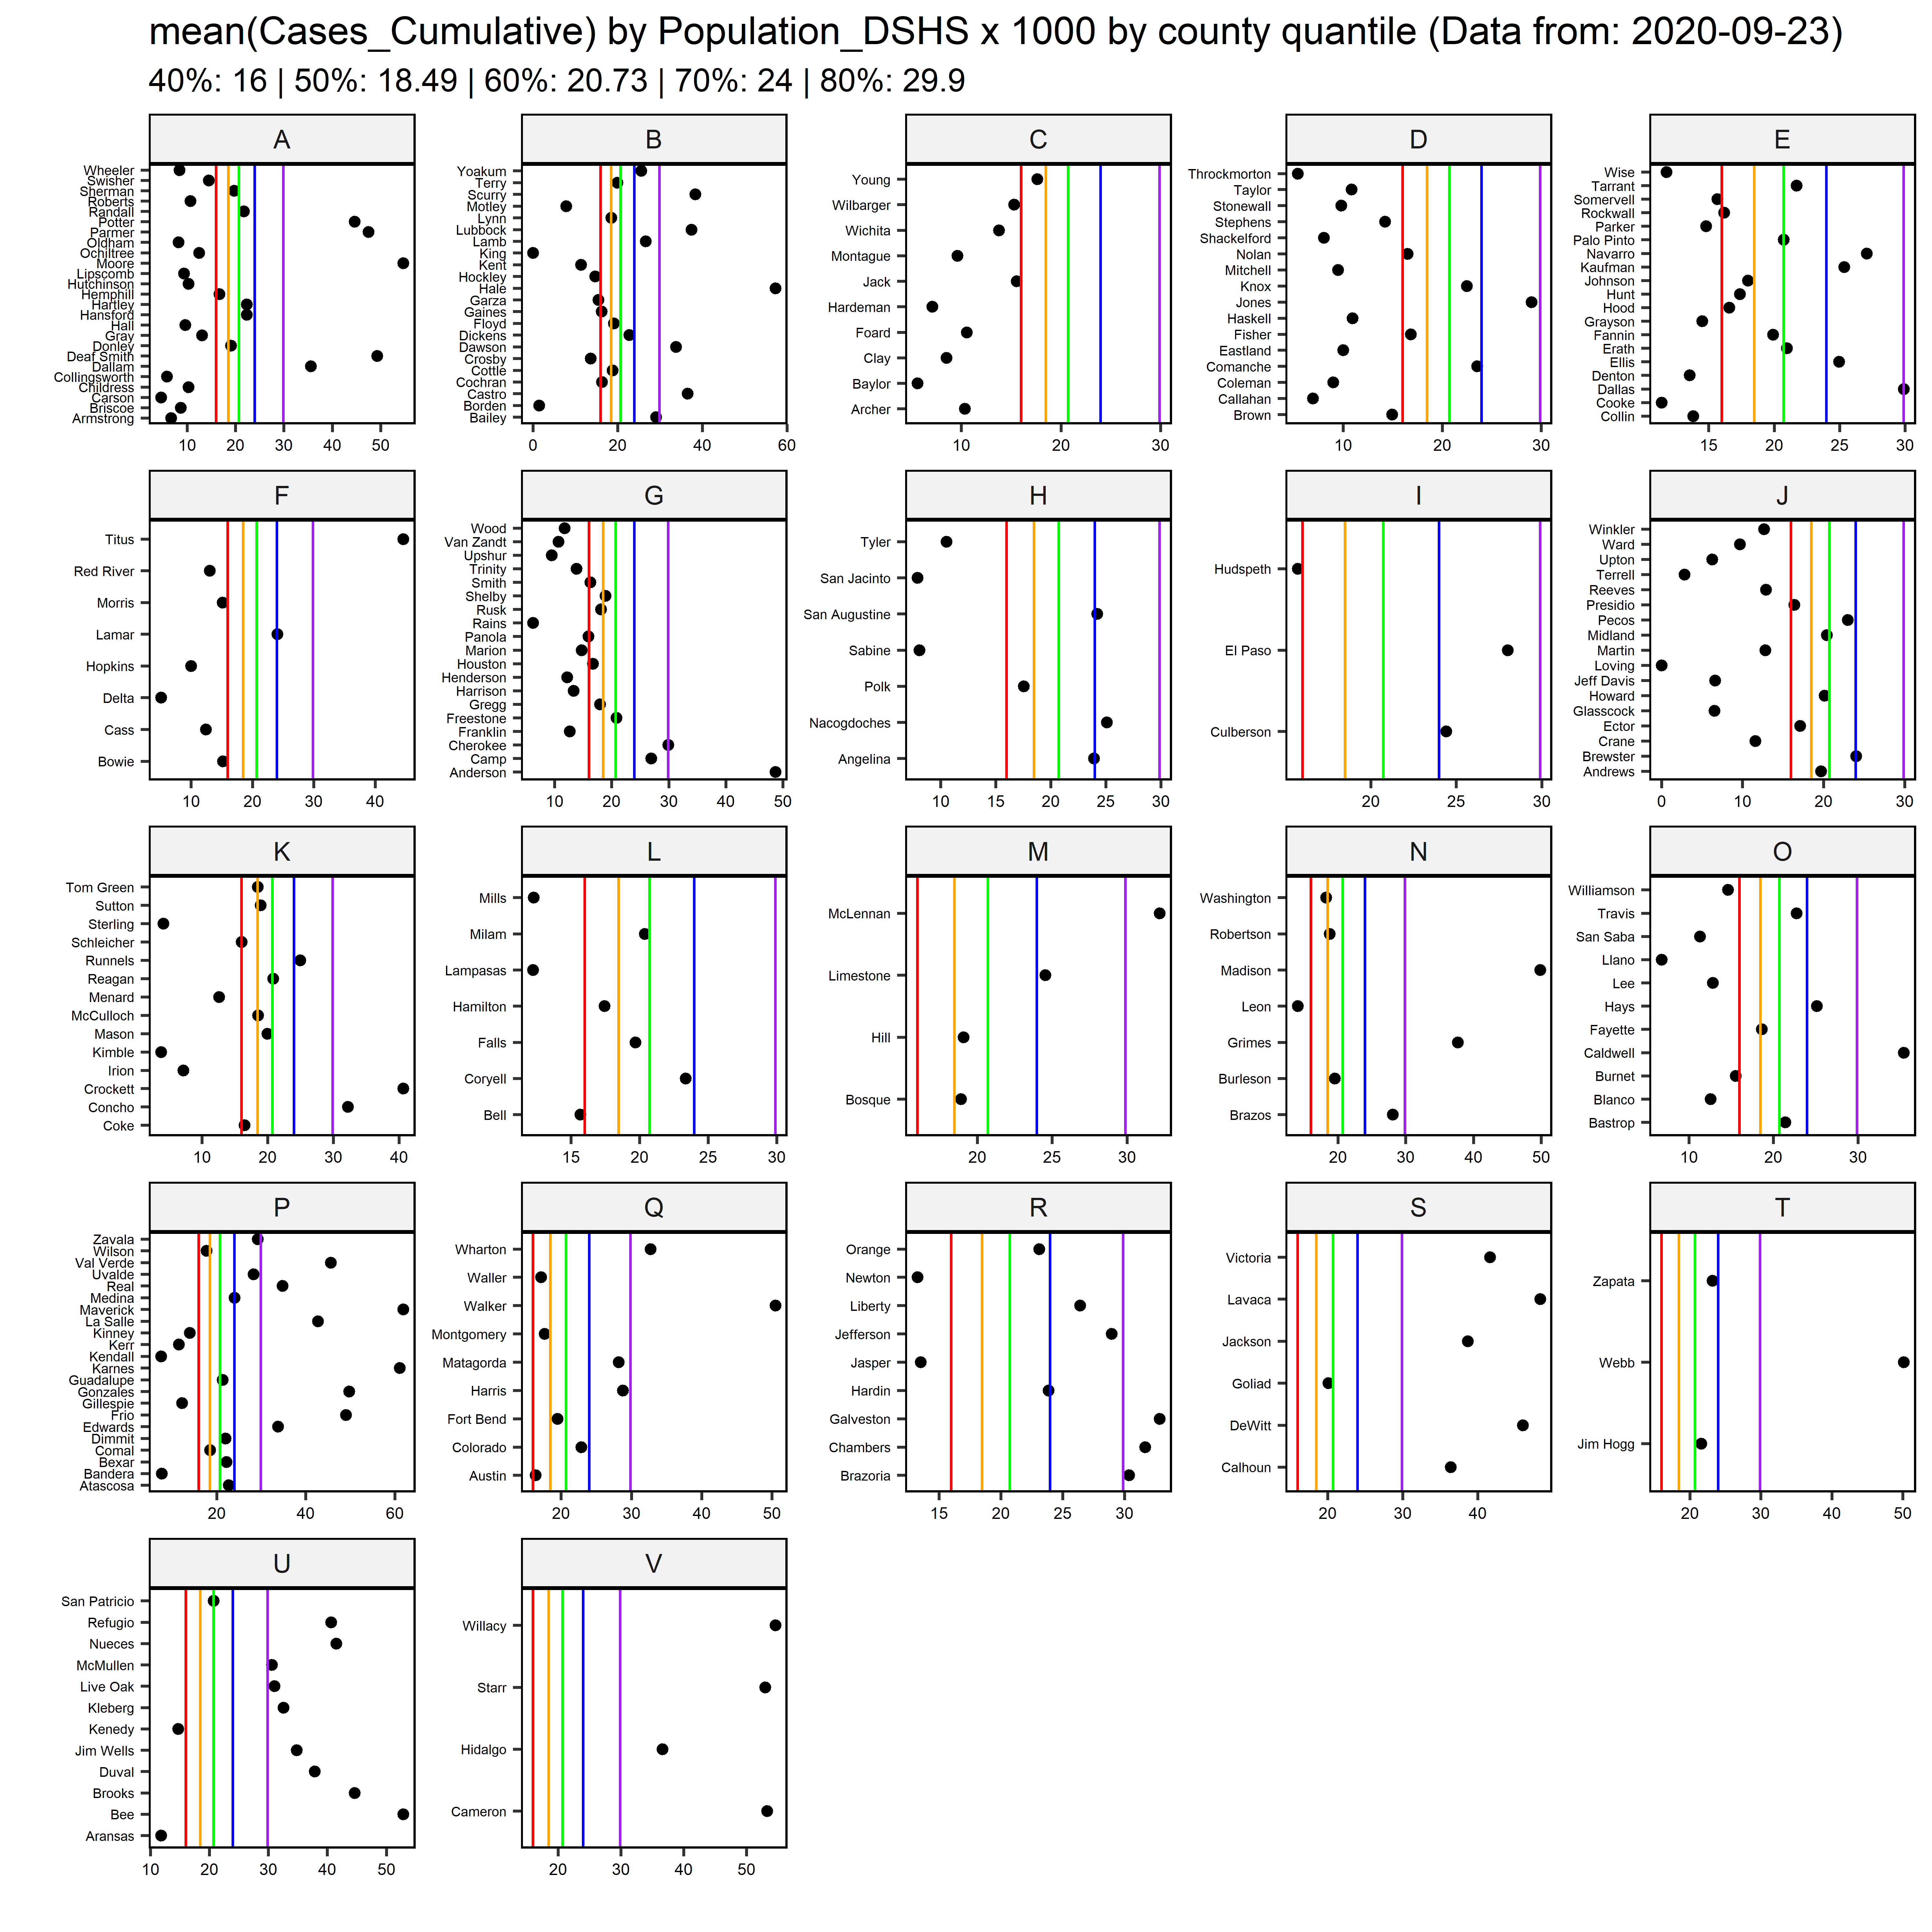 mean(Cases_Cumulative) by Population_DSHS x 1000 by county quantile (Data from: 2020-09-23)
40%: 16 | 50%: 18.49 | 60%: 20.73 | 70%: 24 | 80%: 29.9
A
Wheeler
Swisher
Sherman
Roberts
Randall
Potter
Parmer
Oldham
Ochiltree
Moore
Lipscomb
Hutchinson
Hemphill
Hartley
Hansford
Hall
Gray
Donley
Deaf Smith
Dallam
Collingsworth
Childress
Carson
Briscoe
Armstrong
10 20 30 40 50
B
Yoakum
Terry
Scurry
Motley
Lynn
Lubbock
Lamb
King
Kent
Hockley
Hale
Garza
Gaines
Floyd
Dickens
Dawson
Crosby
Cottle
Cochran
Castro
Borden
Bailey
0 20 40 60
C
Young
Wilbarger
Wichita
Montague
Jack
Hardeman
Foard
Clay
Baylor
Archer
10 20 30
D
Throckmorton
Taylor
Stonewall
Stephens
Shackelford
Nolan
Mitchell
Knox
Jones
Haskell
Fisher
Eastland
Comanche
Coleman
Callahan
Brown
10 20 30
E
Wise
Tarrant
Somervell
Rockwall
Parker
Palo Pinto
Navarro
Kaufman
Johnson
Hunt
Hood
Grayson
Fannin
Erath
Ellis
Denton
Dallas
Cooke
Collin
15 20 25 30
F
Titus
Red River
Morris
Lamar
Hopkins
Delta
Cass
Bowie
10 20 30 40
G
Wood
Van Zandt
Upshur
Trinity
Smith
Shelby
Rusk
Rains
Panola
Marion
Houston
Henderson
Harrison
Gregg
Freestone
Franklin
Cherokee
Camp
Anderson
10 20 30 40 50
H
Tyler
San Jacinto
San Augustine
Sabine
Polk
Nacogdoches
Angelina
10 15 20 25 30
I
Hudspeth
El Paso
Culberson
20 25 30
J
Winkler
Ward
Upton
Terrell
Reeves
Presidio
Pecos
Midland
Martin
Loving
Jeff Davis
Howard
Glasscock
Ector
Crane
Brewster
Andrews
0 10 20 30
K
Tom Green
Sutton
Sterling
Schleicher
Runnels
Reagan
Menard
McCulloch
Mason
Kimble
Irion
Crockett
Concho
Coke
10 20 30 40
L
Mills
Milam
Lampasas
Hamilton
Falls
Coryell
Bell
15 20 25 30
M
McLennan
Limestone
Hill
Bosque
20 25 30
N
Washington
Robertson
Madison
Leon
Grimes
Burleson
Brazos
20 30 40 50
O
Williamson
Travis
San Saba
Llano
Lee
Hays
Fayette
Caldwell
Burnet
Blanco
Bastrop
10 20 30
P
Zavala
Wilson
Val Verde
Uvalde
Real
Medina
Maverick
La Salle
Kinney
Kerr
Kendall
Karnes
Guadalupe
Gonzales
Gillespie
Frio
Edwards
Dimmit
Comal
Bexar
Bandera
Atascosa
20 40 60
Q
Wharton
Waller
Walker
Montgomery
Matagorda
Harris
Fort Bend
Colorado
Austin
20 30 40 50
R
Orange
Newton
Liberty
Jefferson
Jasper
Hardin
Galveston
Chambers
Brazoria
15 20 25 30
S
Victoria
Lavaca
Jackson
Goliad
DeWitt
Calhoun
20 30 40
T
Zapata
Webb
Jim Hogg
20 30 40 50
U
San Patricio
Refugio
Nueces
McMullen
Live Oak
Kleberg
Kenedy
Jim Wells
Duval
Brooks
Bee
Aransas
10 20 30 40 50
V
Willacy
Starr
Hidalgo
Cameron
20 30 40 50